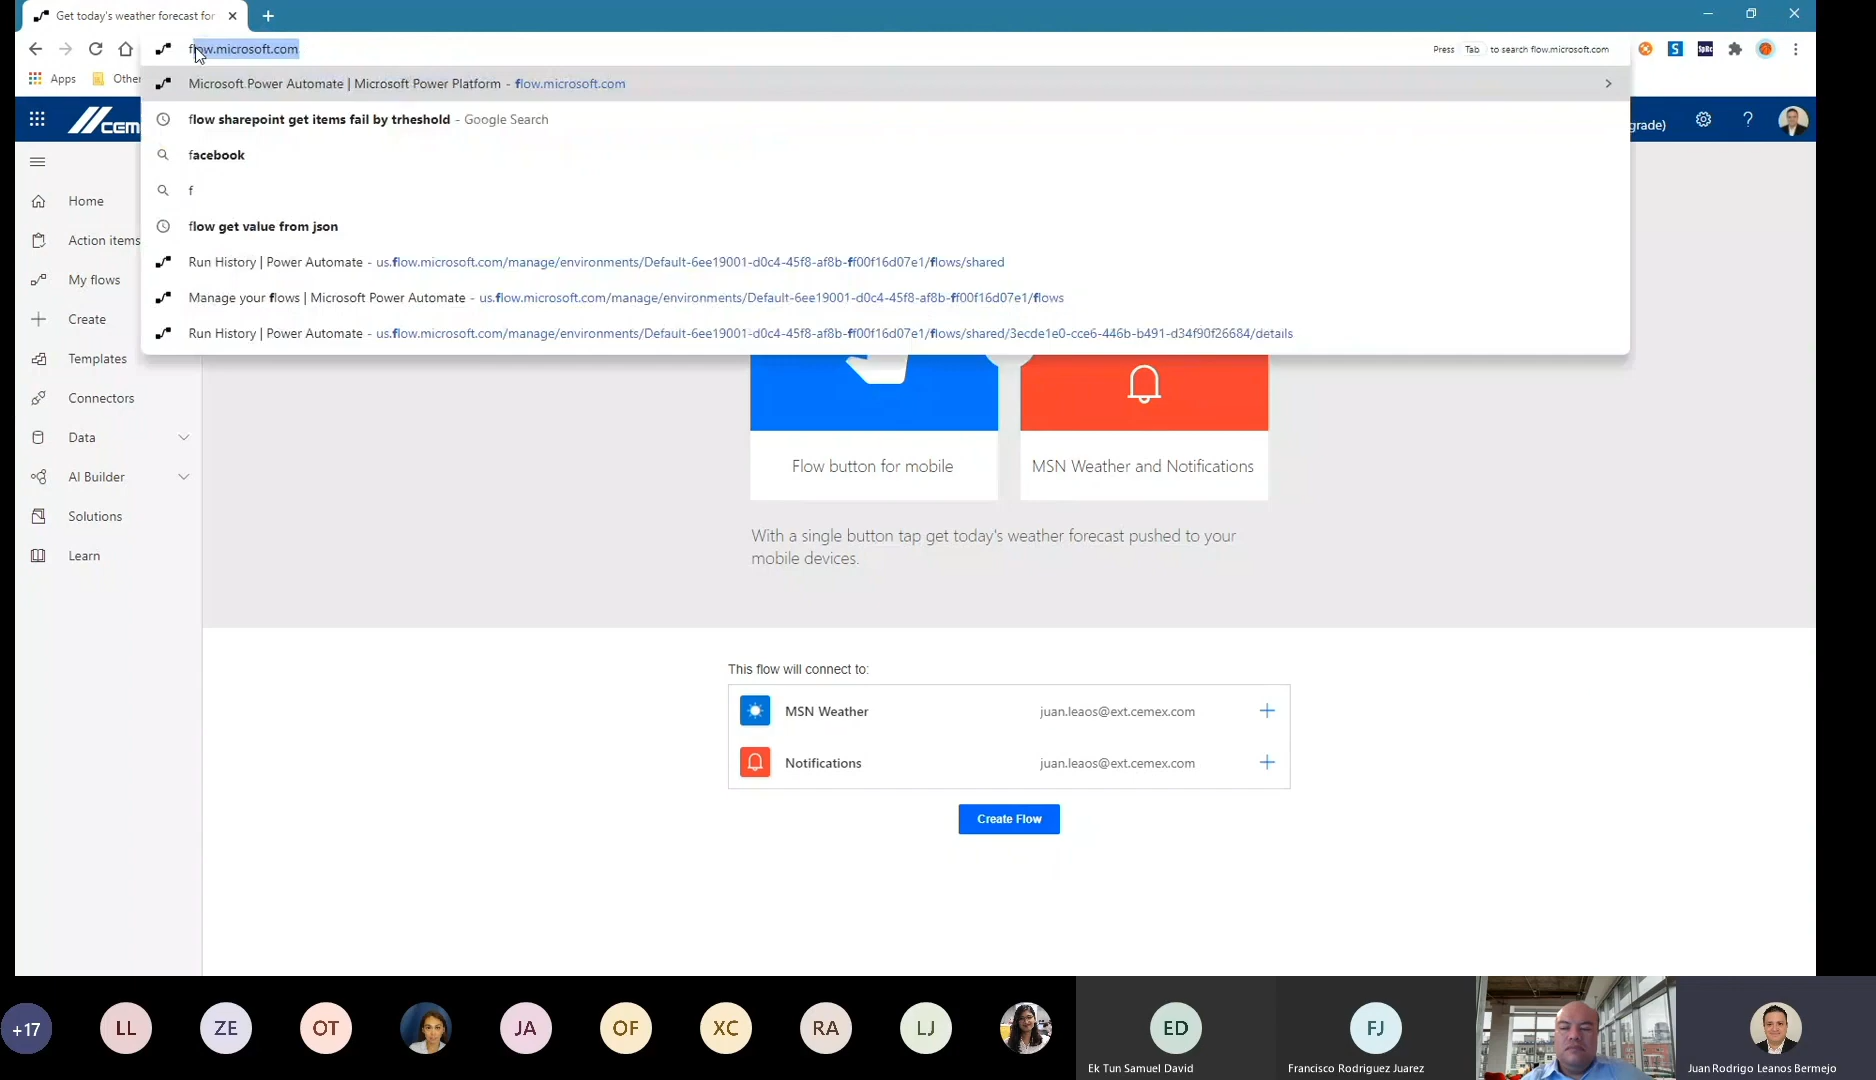 Get today's weather forecast for
flow.microsoft.com
Press Tab to search flow.microsoft.com
S
Apps
Other
Microsoft Power Automate | Microsoft Power Platform - flow.microsoft.com
flow sharepoint get items fail by trheshold - Google Search
facebook
f
flow get value from json
Run History | Power Automate - us.flow.microsoft.com/manage/environments/Default-6ee19001-d0c4-45f8-af8b-ff00f16d07e1/flows/shared
Manage your flows | Microsoft Power Automate - us.flow.microsoft.com/manage/environments/Default-6ee19001-d0c4-45f8-af8b-ff00f16d07e1/flows
Run History | Power Automate - us.flow.microsoft.com/manage/environments/Default-6ee19001-d0c4-45f8-af8b-ff00f16d07e1/flows/shared/3ecde1e0-cce6-446b-b491-d34f90f26684/details
CEM
grade)
?
Home
Action items
My flows
Create
Templates
Connectors
Data
AI Builder
Solutions
Learn
Flow button for mobile
MSN Weather and Notifications
With a single button tap get today's weather forecast pushed to your
mobile devices.
This flow will connect to:
MSN Weather juan.leaos@ext.cemex.com
Notifications juan.leaos@ext.cemex.com
Create Flow
+17
LL
ZE
OT
JA
OF
XC
RA
LJ
ED
Ek Tun Samuel David
FJ
Francisco Rodriguez Juarez
Juan Rodrigo Leanos Bermejo